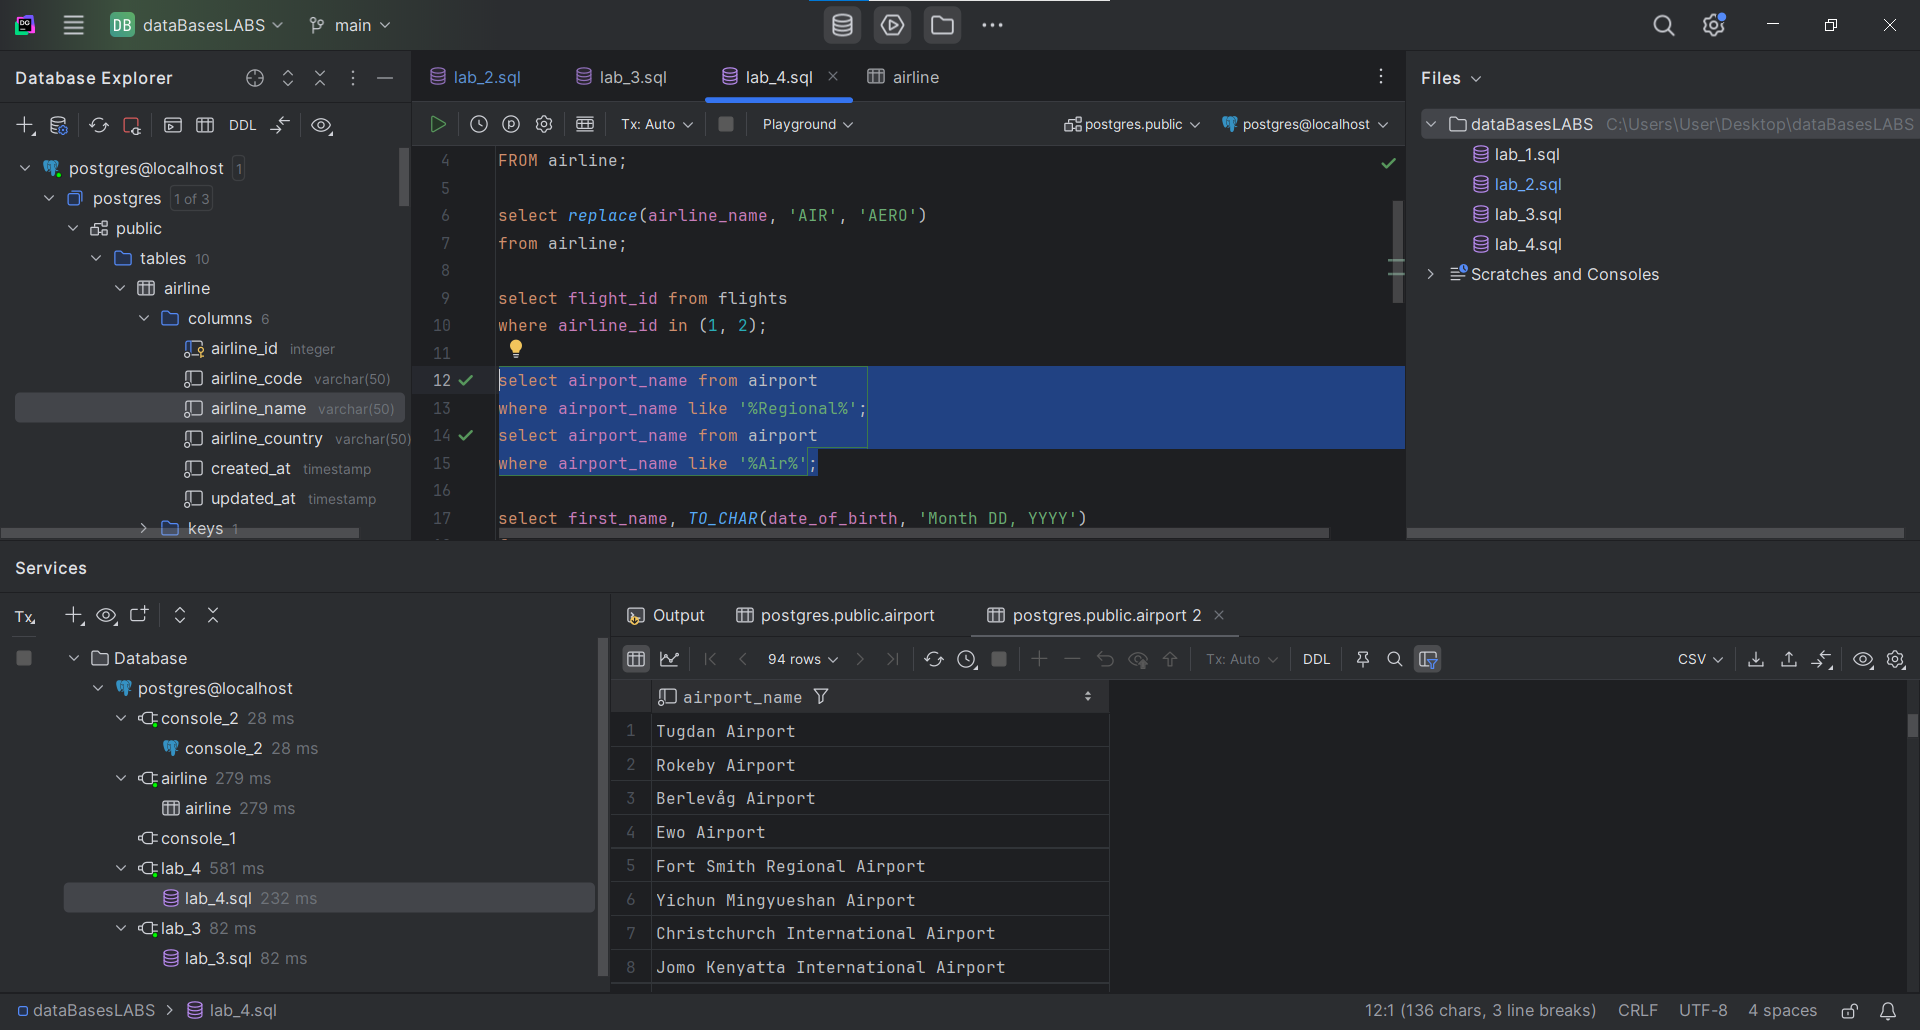 DB dataBasesLABS main
Database Explorer
lab_2.sql lab_3.sql lab_4.sql airline
Files
DDL
Tx: Auto Playground postgres.public postgres@localhost
dataBasesLABS C:\Users\User\Desktop\dataBasesLABS
lab_1.sql
lab_2.sql
lab_3.sql
lab_4.sql
Scratches and Consoles
postgres@localhost 1
postgres 1 of 3
public
tables 10
airline
columns 6
airline_id integer
airline_code varchar(50)
airline_name varchar(50)
airline_country varchar(50)
created_at timestamp
updated_at timestamp
keys 1
4 FROM airline;
5
6 select replace(airline_name, 'AIR', 'AERO')
7 from airline;
8
9 select flight_id from flights
10 where airline_id in (1, 2);
11
12 select airport_name from airport
13 where airport_name like '%Regional%';
14 select airport_name from airport
15 where airport_name like '%Air%';
16
17 select first_name, TO_CHAR(date_of_birth, 'Month DD, YYYY')
Services
Tx
Database
postgres@localhost
console_2 28 ms
console_2 28 ms
airline 279 ms
airline 279 ms
console_1
lab_4 581 ms
lab_4.sql 232 ms
lab_3 82 ms
lab_3.sql 82 ms
Output postgres.public.airport postgres.public.airport 2
94 rows Tx: Auto DDL CSV
airport_name
1 Tugdan Airport
2 Rokeby Airport
3 Berlevåg Airport
4 Ewo Airport
5 Fort Smith Regional Airport
6 Yichun Mingyueshan Airport
7 Christchurch International Airport
8 Jomo Kenyatta International Airport
dataBasesLABS > lab_4.sql
12:1 (136 chars, 3 line breaks) CRLF UTF-8 4 spaces